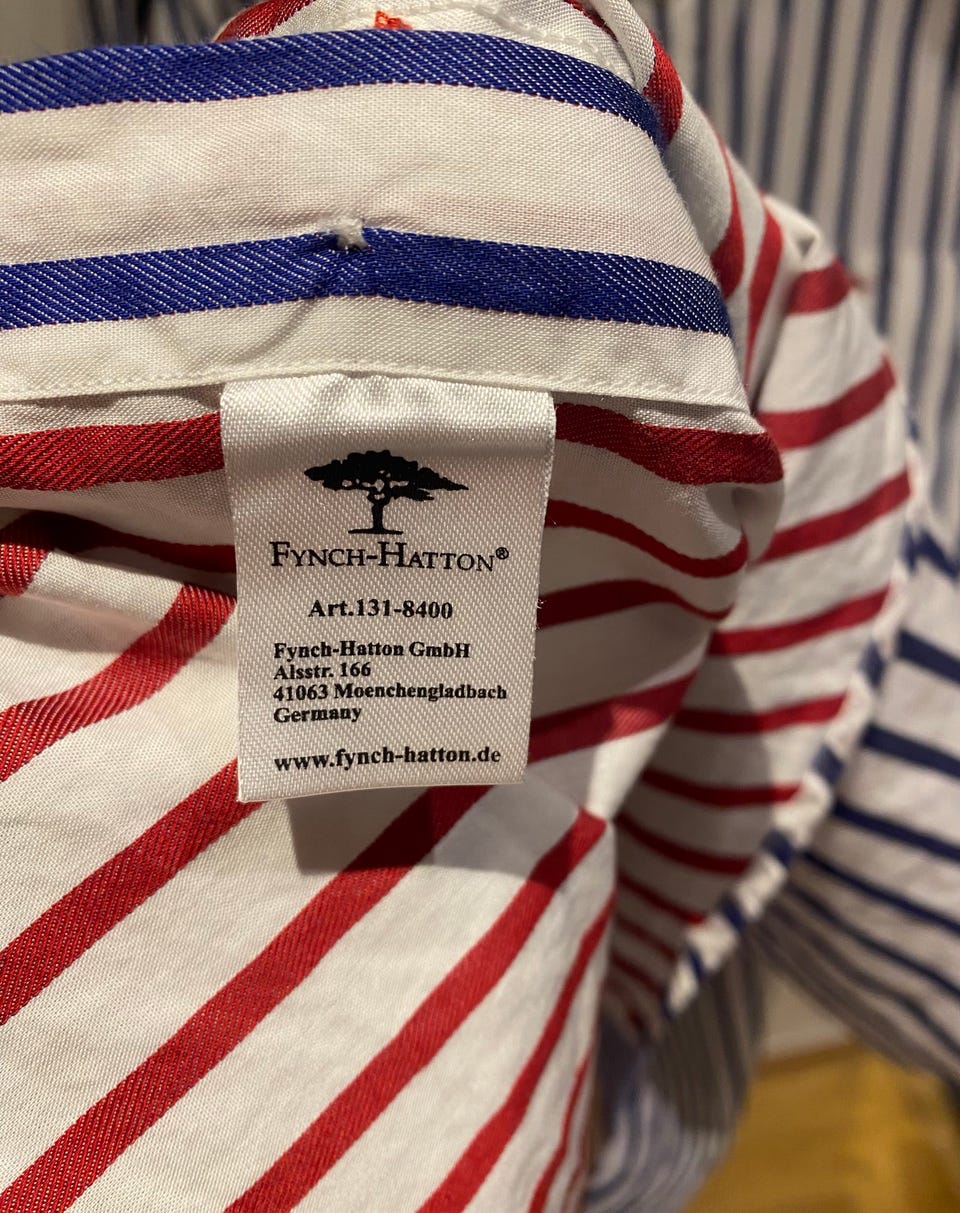 FYNCH-HATTON®
Art.131-8400
Fynch-Hatton GmbH
Alsstr. 166
41063 Moenchengladbach
Germany
www.fynch-hatton.de